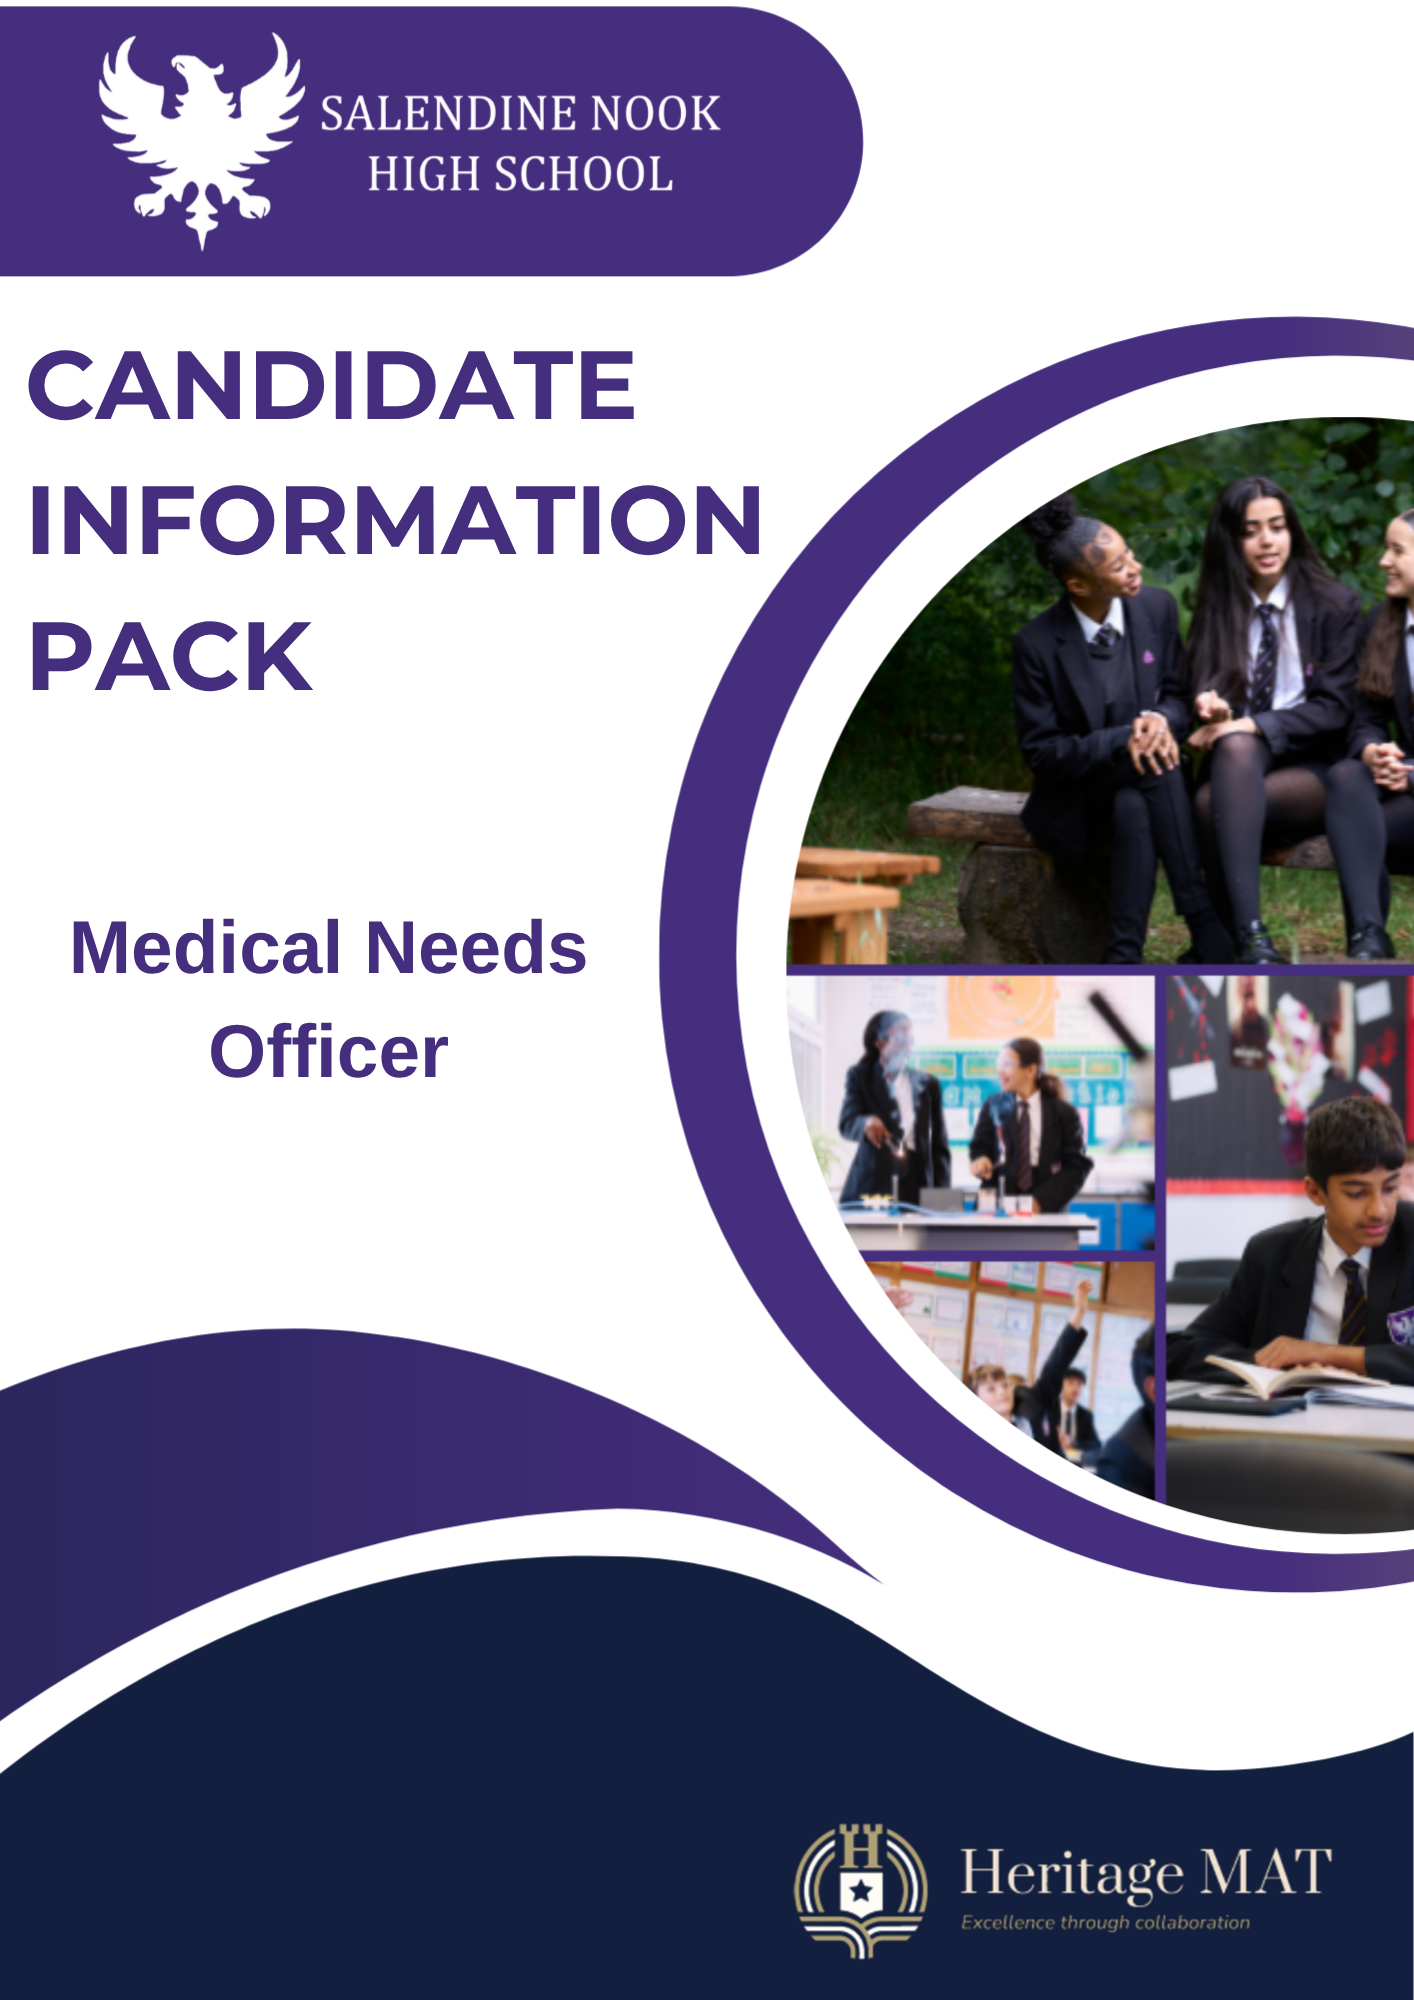 SALENDINE NOOK
HIGH SCHOOL
CANDIDATE
INFORMATION
PACK
Medical Needs
Officer
H
Heritage MAT
Excellence through collaboration